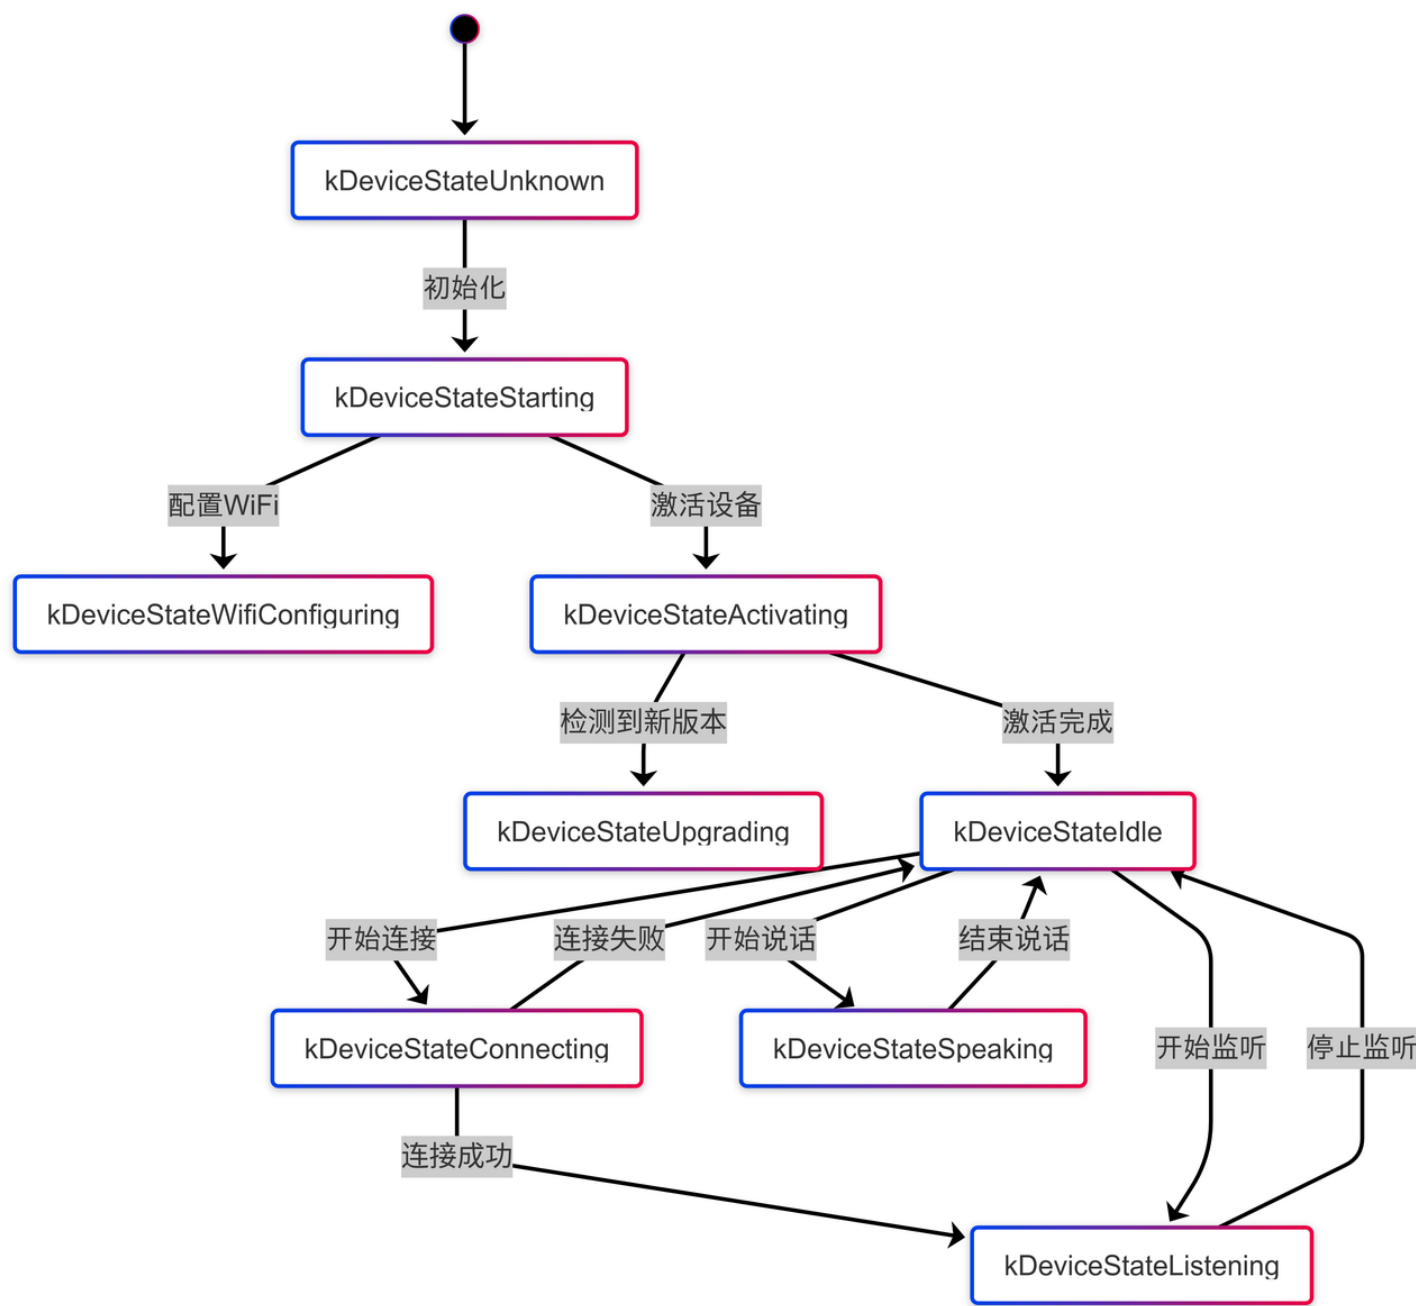 kDeviceStateUnknown
初始化
kDeviceStateStarting
配置WiFi
激活设备
kDeviceStateWifiConfiguring
kDeviceStateActivating
检测到新版本
激活完成
kDeviceStateUpgrading
kDeviceStateIdle
开始连接
连接失败
开始说话
结束说话
kDeviceStateConnecting
kDeviceStateSpeaking
开始监听
停止监听
连接成功
kDeviceStateListening